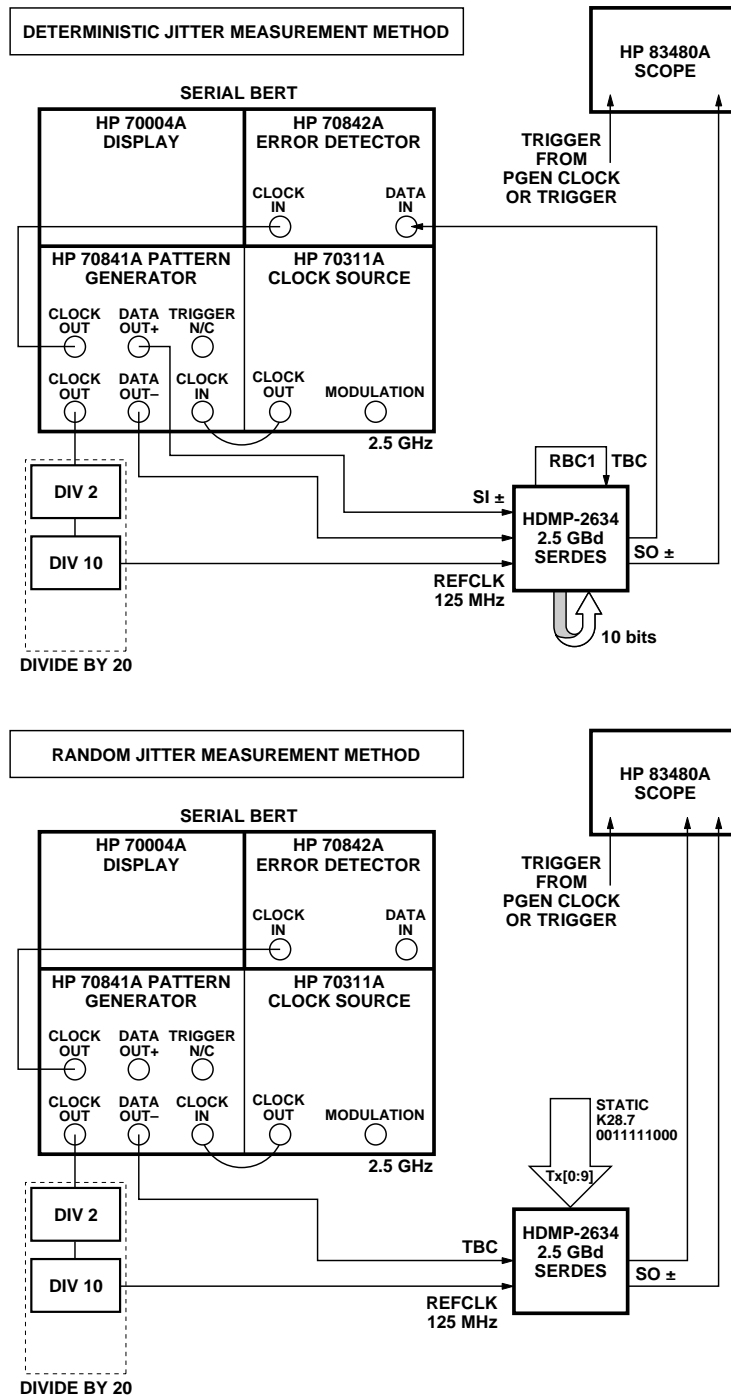 DETERMINISTIC JITTER MEASUREMENT METHOD
HP 83480A
SCOPE
SERIAL BERT
HP 70004A
DISPLAY
HP 70842A
ERROR DETECTOR
TRIGGER
FROM
PGEN CLOCK
OR TRIGGER
CLOCK
IN
DATA
IN
HP 70841A PATTERN
GENERATOR
HP 70311A
CLOCK SOURCE
CLOCK
OUT
DATA
OUT+
TRIGGER
N/C
CLOCK
OUT
DATA
OUT–
CLOCK
IN
CLOCK
OUT
MODULATION
2.5 GHz
DIV 2
DIV 10
DIVIDE BY 20
RBC1
TBC
SI ±
HDMP-2634
2.5 GBd
SERDES
SO ±
REFCLK
125 MHz
10 bits
RANDOM JITTER MEASUREMENT METHOD
HP 83480A
SCOPE
SERIAL BERT
HP 70004A
DISPLAY
HP 70842A
ERROR DETECTOR
TRIGGER
FROM
PGEN CLOCK
OR TRIGGER
CLOCK
IN
DATA
IN
HP 70841A PATTERN
GENERATOR
HP 70311A
CLOCK SOURCE
CLOCK
OUT
DATA
OUT+
TRIGGER
N/C
CLOCK
OUT
DATA
OUT–
CLOCK
IN
CLOCK
OUT
MODULATION
2.5 GHz
STATIC
K28.7
0011111000
Tx[0:9]
DIV 2
DIV 10
DIVIDE BY 20
TBC
HDMP-2634
2.5 GBd
SERDES
SO ±
REFCLK
125 MHz